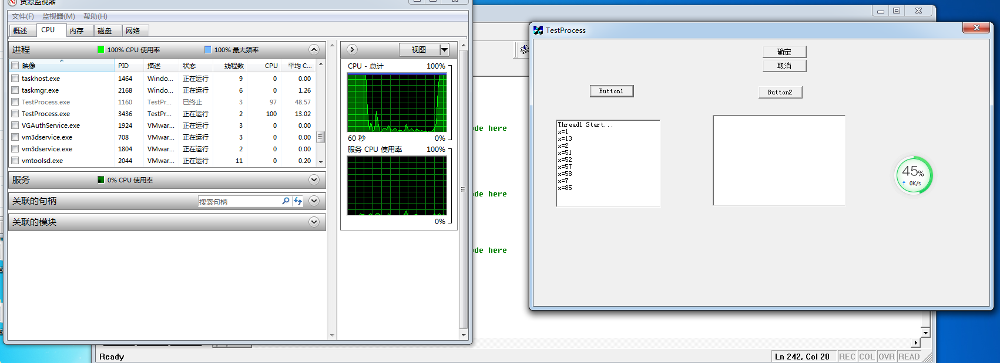 资源监视器
文件(F) 监视器(M) 帮助(H)
概述 CPU 内存 磁盘 网络
进程 100% CPU 使用率 100% 最大频率
映像 PID 描述 状态 线程数 CPU 平均 C...
taskhost.exe 1464 Windo... 正在运行 9 0 0.00
taskmgr.exe 2168 Windo... 正在运行 6 0 1.26
TestProcess.exe 1160 TestPr... 已终止 3 97 48.57
TestProcess.exe 3436 TestPr... 正在运行 2 100 13.02
VGAuthService.exe 1924 VMwar... 正在运行 3 0 0.00
vm3dservice.exe 708 VMwar... 正在运行 3 0 0.00
vm3dservice.exe 1804 VMwar... 正在运行 2 0 0.00
vmtoolsd.exe 2044 VMwar... 正在运行 11 0 0.20
服务 0% CPU 使用率
关联的句柄 搜索句柄
关联的模块
视图
CPU - 总计 100%
60 秒 0%
服务 CPU 使用率 100%
0%
ode here
ode here
ode here
TestProcess
确定
取消
Button1 Button2
Thread1 Start...
x=1
x=13
x=2
x=51
x=52
x=57
x=58
x=7
x=85
45%
↑ 0K/s
Ready Ln 242, Col 20 REC COL OVR READ